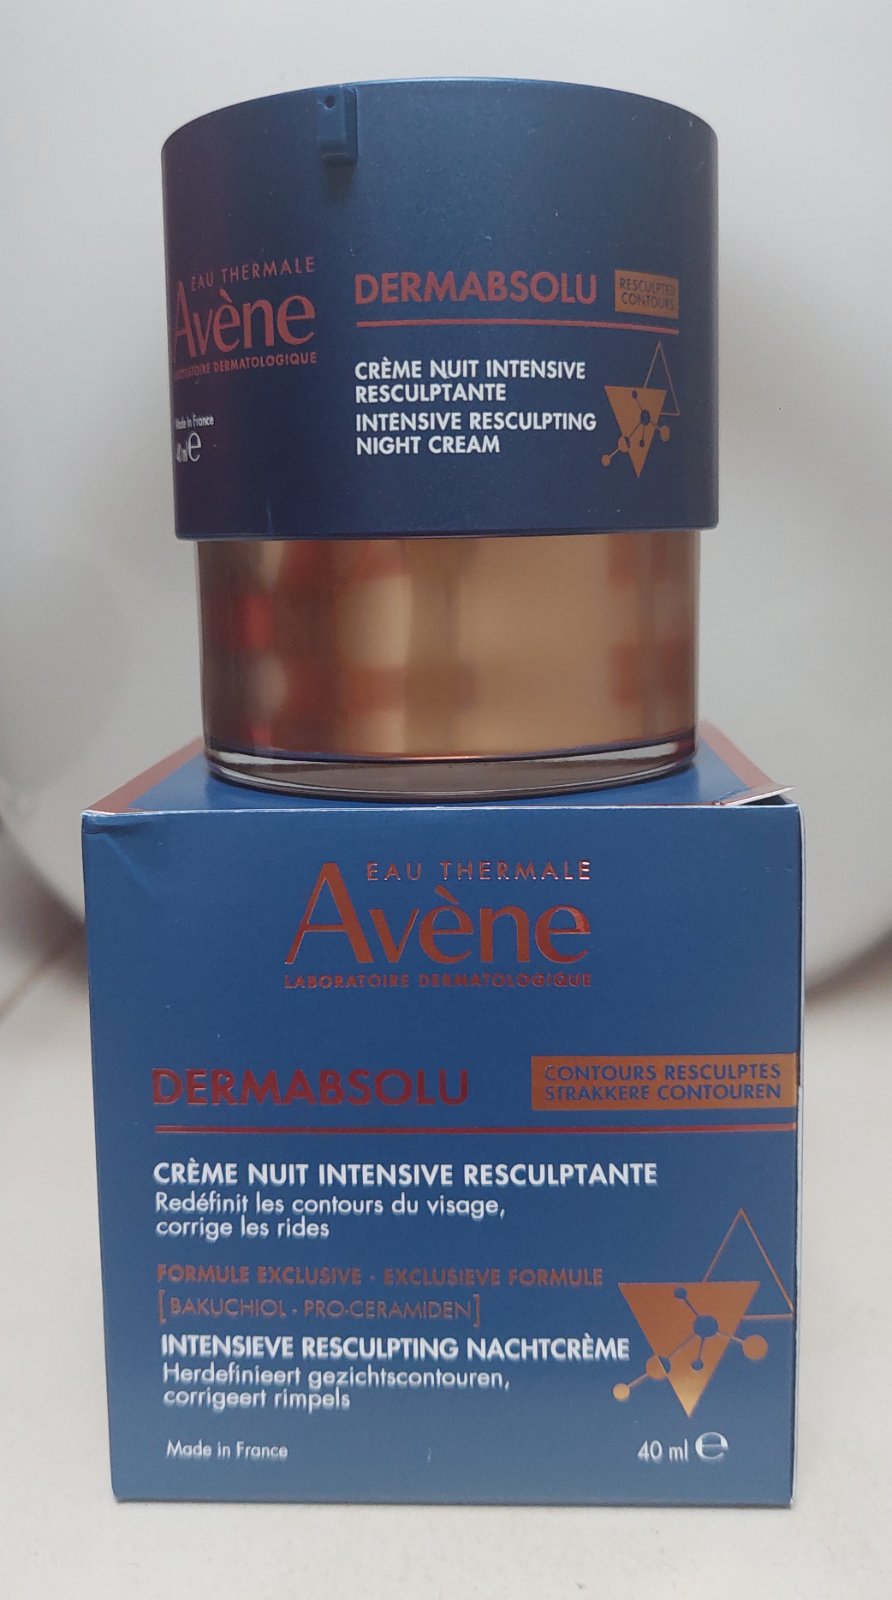 EAU THERMALE
Avène
LABORATOIRE DERMATOLOGIQUE
Made in France
40 ml e
DERMABSOLU
RESCULPTED
CONTOURS
CRÈME NUIT INTENSIVE
RESCULPTANTE
INTENSIVE RESCULPTING
NIGHT CREAM
EAU THERMALE
Avène
LABORATOIRE DERMATOLOGIQUE
DERMABSOLU
CONTOURS RESCULPTES
STRAKKERE CONTOUREN
CRÈME NUIT INTENSIVE RESCULPTANTE
Redéfinit les contours du visage,
corrige les rides
FORMULE EXCLUSIVE - EXCLUSIEVE FORMULE
[BAKUCHIOL - PRO-CERAMIDEN]
INTENSIEVE RESCULPTING NACHTCRÈME
Herdefinieert gezichtscontouren,
corrigeert rimpels
Made in France
40 ml e